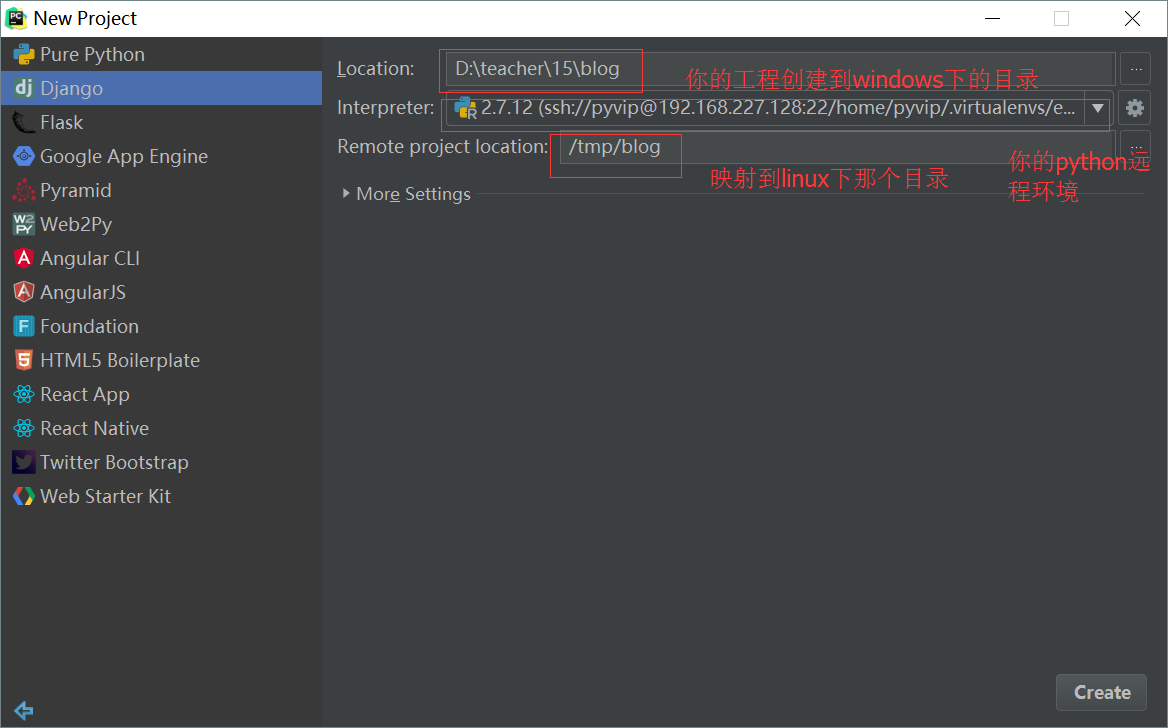 New Project
Pure Python
Django
Flask
Google App Engine
Pyramid
Web2Py
Angular CLI
AngularJS
Foundation
HTML5 Boilerplate
React App
React Native
Twitter Bootstrap
Web Starter Kit
Location: D:\teacher\15\blog ...
你的工程创建到windows下的目录
Interpreter: 2.7.12 (ssh://pyvip@192.168.227.128:22/home/pyvip/.virtualenvs/e...
Remote project location: /tmp/blog ...
你的python远
程环境
映射到linux下那个目录
More Settings
Create